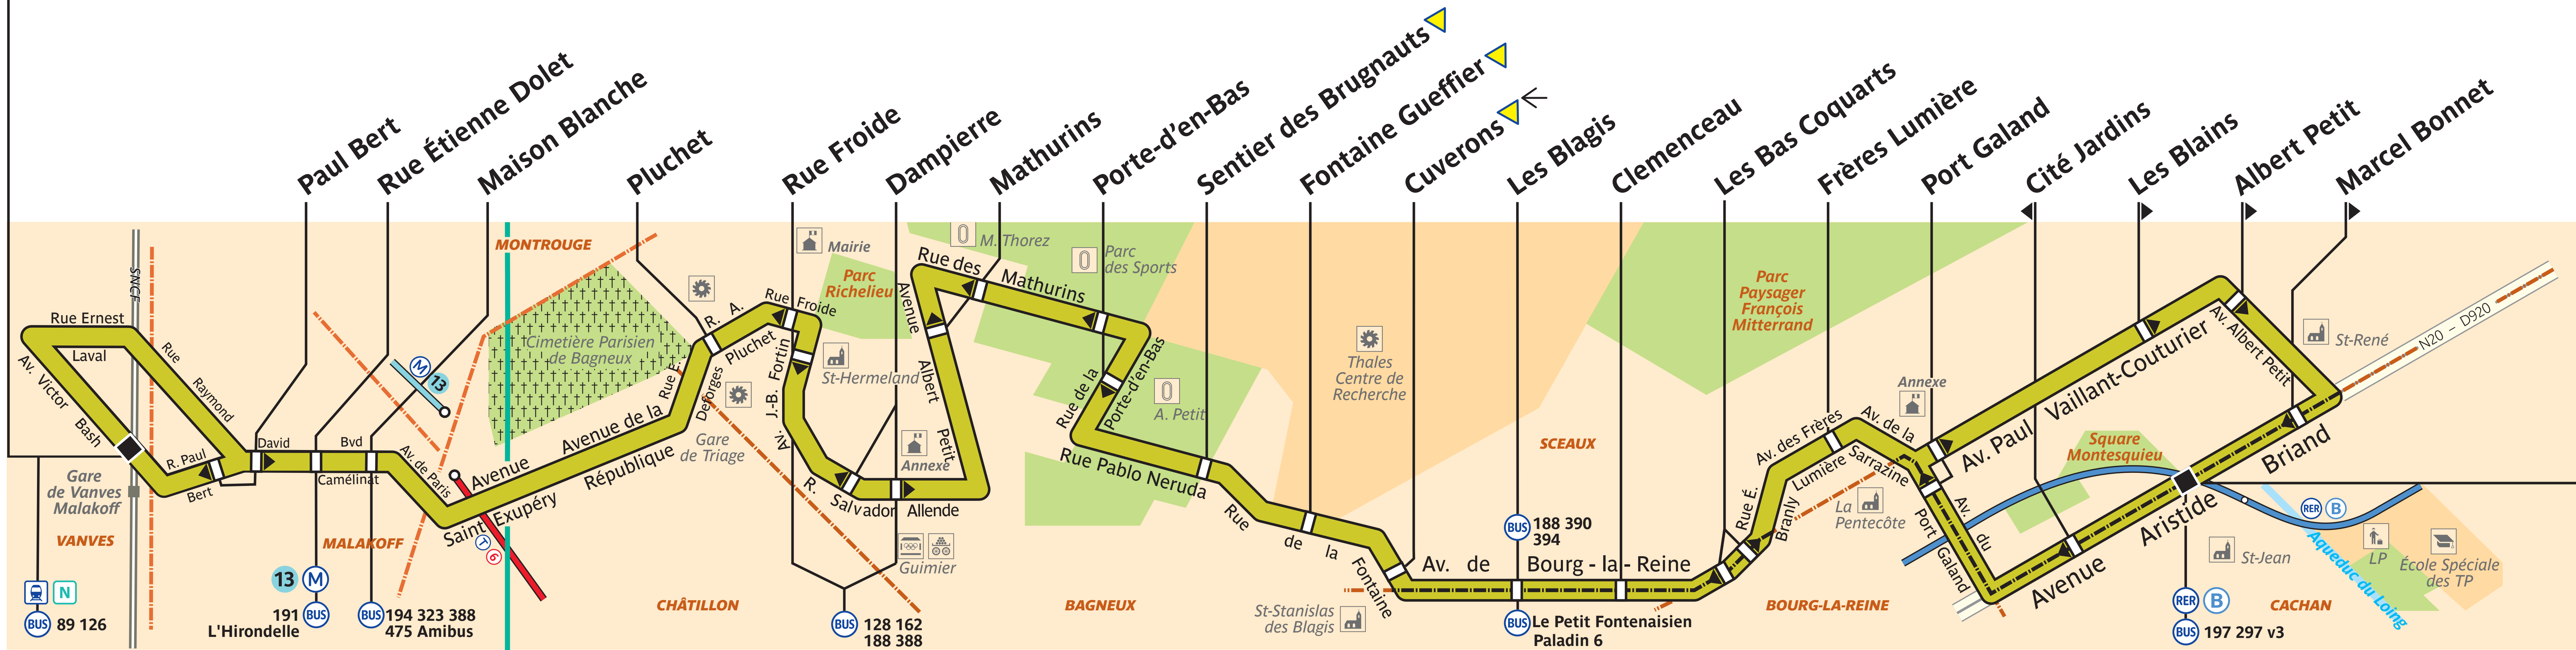 Paul Bert
Rue Étienne Dolet
Maison Blanche
Pluchet
Rue Froide
Dampierre
Mathurins
Porte-d’en-Bas
Sentier des Brugnauts
Fontaine Gueffier
Cuverons
Les Blagis
Clemenceau
Les Bas Coquarts
Frères Lumière
Port Galand
Cité Jardins
Les Blains
Albert Petit
Marcel Bonnet
SNCF
Rue Ernest
Laval
Av. Victor
Bash
Rue
Raymond
R. Paul
Bert
Gare
de Vanves
Malakoff
VANVES
N
BUS 89 126
David
Bvd
Camélinat
M 13
MALAKOFF
13 M
191 BUS
L'Hirondelle
BUS 194 323 388
475 Amibus
MONTROUGE
Av. de Paris
Cimetière Parisien
de Bagneux
Avenue
Saint Exupéry
Avenue de la
République
T 6
Rue F.
Deforges
Gare
de Triage
R. A.
Pluchet
Rue Froide
Mairie
Parc
Richelieu
St-Hermeland
Av. J.-B. Fortin
R. Salvador Allende
Annexe
Guimier
CHÂTILLON
BUS 128 162
188 388
Avenue
Albert
Petit
Rue des
Mathurins
M. Thorez
Parc
des Sports
Rue de la
Porte-d’en-Bas
A. Petit
Rue Pablo Neruda
BAGNEUX
Rue
de la
Fontaine
Thales
Centre de
Recherche
St-Stanislas
des Blagis
SCEAUX
BUS 188 390
394
Av. de Bourg - la - Reine
BUS Le Petit Fontenaisien
Paladin 6
Parc
Paysager
François
Mitterrand
Rue É.
Branly
Av. des Frères
Lumière
Av. de la
Sarrazine
La
Pentecôte
BOURG-LA-REINE
Annexe
Av. du
Port Galand
Av. Paul Vaillant-Couturier
Square
Montesquieu
Av. Albert Petit
Avenue Aristide Briand
St-René
N20 – D920
RER B
St-Jean
Aqueduc du Loing
LP
École Spéciale
des TP
RER B
BUS 197 297 v3
CACHAN